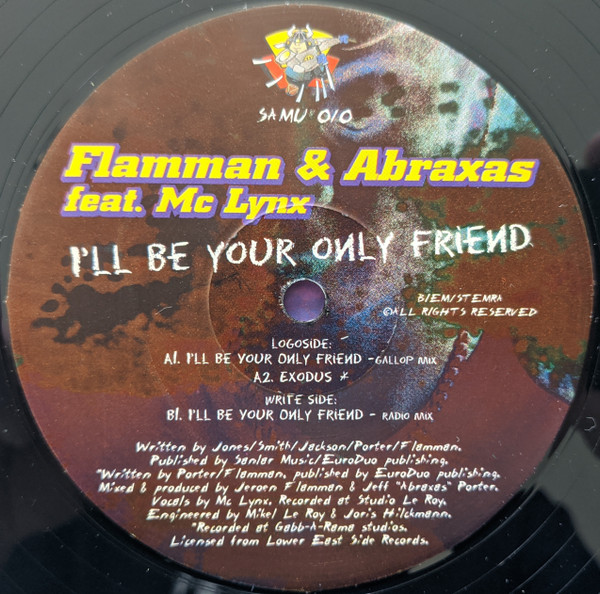 SAMU° 010
Flamman & Abraxas
feat. Mc Lynx
I'LL BE YOUR ONLY FRIEND
BIEM/STEMRA
©ALL RIGHTS RESERVED
LOGOSIDE:
A1. I'LL BE YOUR ONLY FRIEND - GALLOP MIX
A2. EXODUS *
WRITE SIDE:
B1. I'LL BE YOUR ONLY FRIEND - RADIO MIX
Written by Jones/Smith/Jackson/Porter/Flamman.
Published by Sanlar Music/EuroDuo publishing.
*Written by Porter/Flamman, published by EuroDuo publishing.
Mixed & produced by Jeroen Flamman & Jeff "Abraxas" Porter.
Vocals by Mc Lynx. Recorded at Studio Le Roy.
Engineered by Mikel Le Roy & Joris Hilckmann.
*Recorded at Gabb-A-Rama studios.
Licensed from Lower East Side Records.